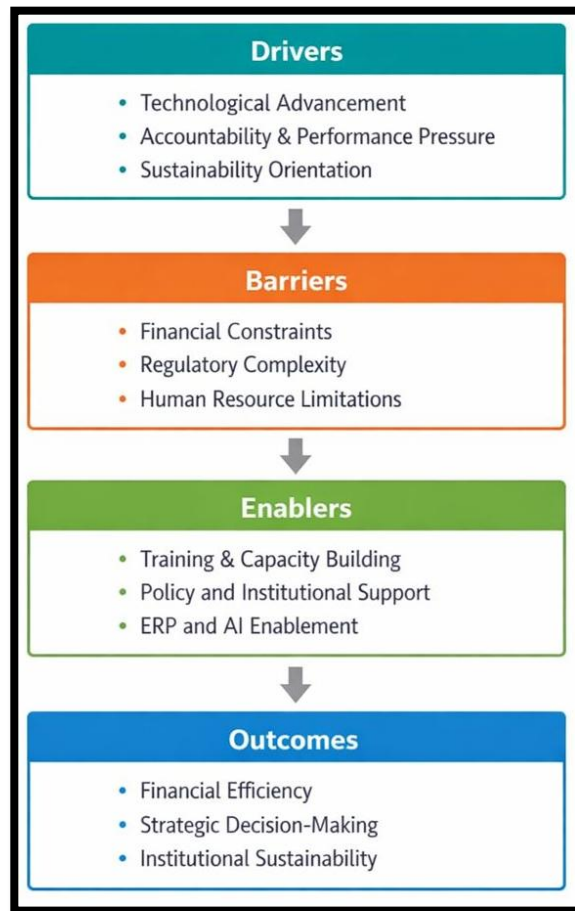 Drivers
• Technological Advancement
• Accountability & Performance Pressure
• Sustainability Orientation
Barriers
• Financial Constraints
• Regulatory Complexity
• Human Resource Limitations
Enablers
• Training & Capacity Building
• Policy and Institutional Support
• ERP and AI Enablement
Outcomes
• Financial Efficiency
• Strategic Decision-Making
• Institutional Sustainability